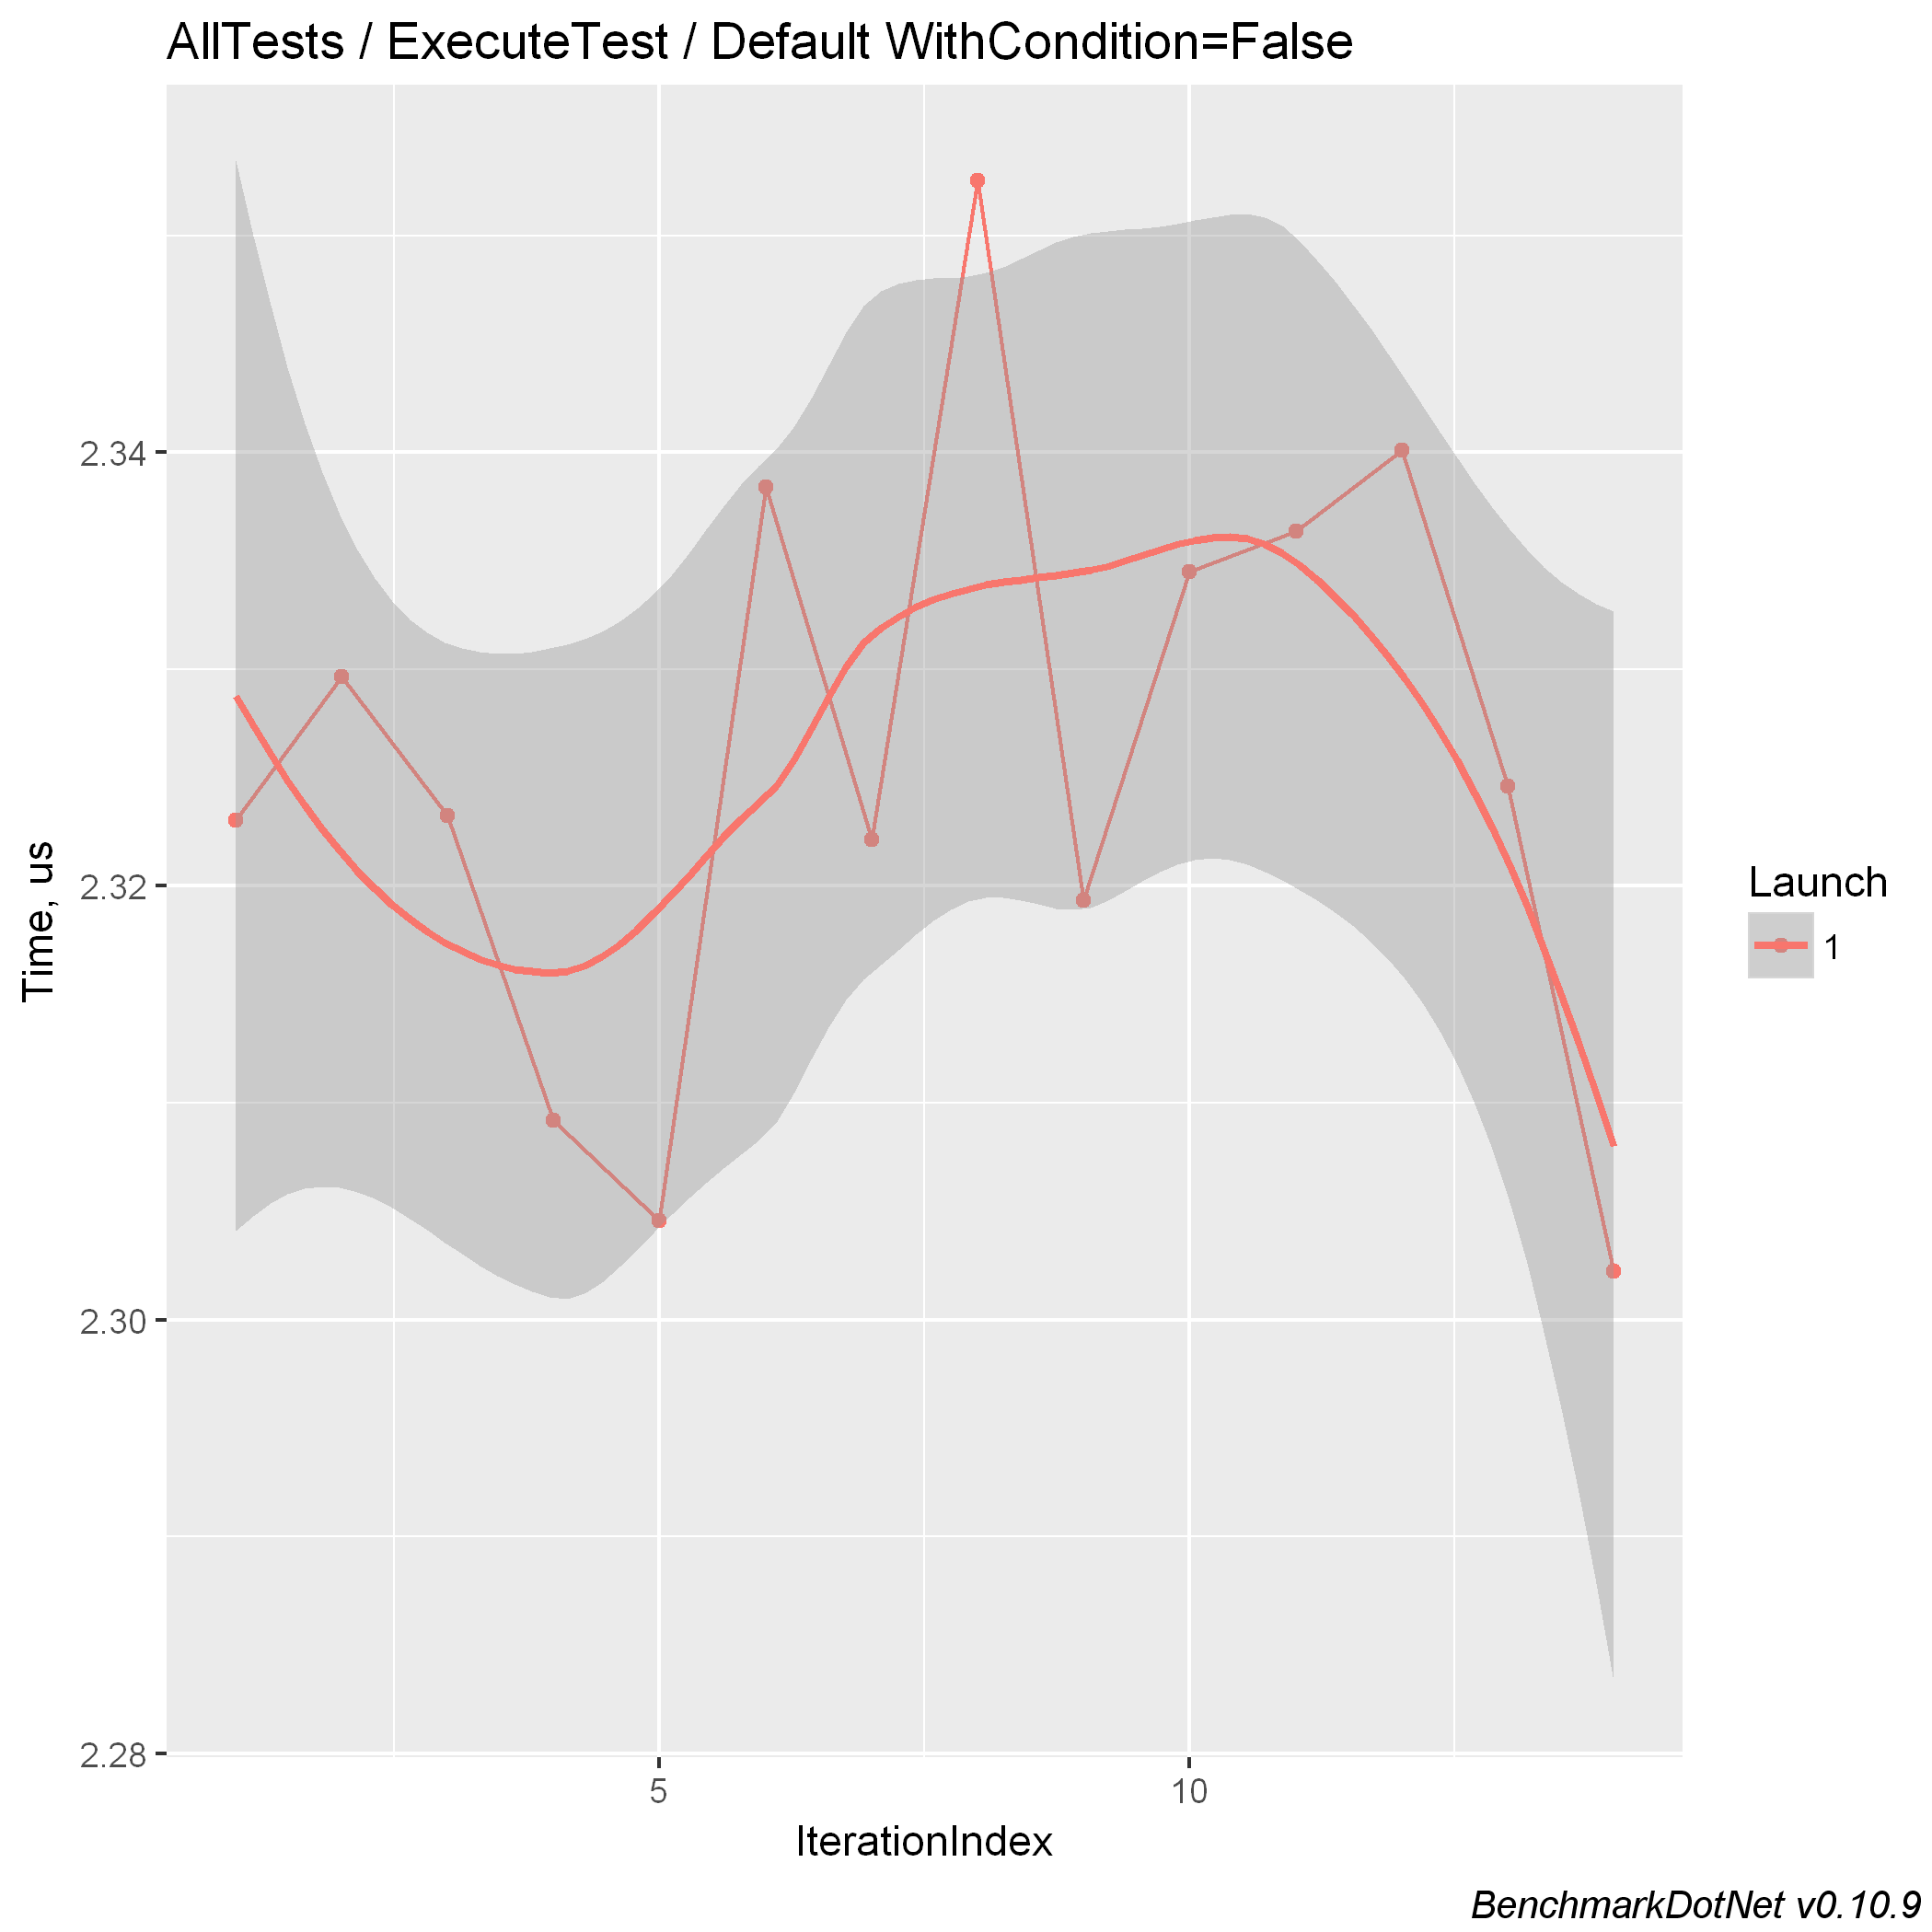 AllTests / ExecuteTest / Default WithCondition=False
Time, us
2.34
2.32
2.30
2.28
5
10
IterationIndex
Launch
1
BenchmarkDotNet v0.10.9